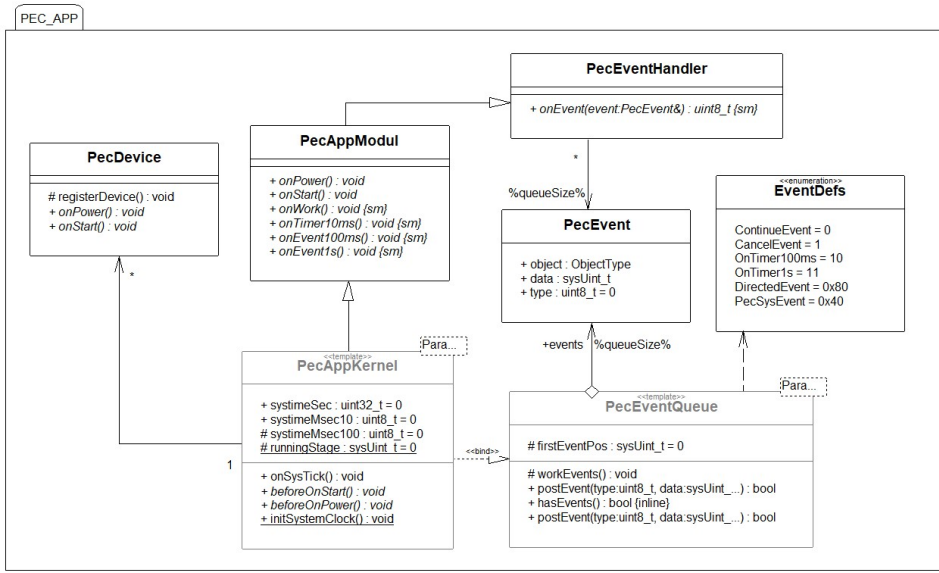 PEC_APP
PecEventHandler
+ onEvent(event:PecEvent&) : uint8_t {sm}
PecAppModul
+ onPower() : void
+ onStart() : void
+ onWork() : void {sm}
+ onTimer10ms() : void {sm}
+ onEvent100ms() : void {sm}
+ onEvent1s() : void {sm}
PecDevice
# registerDevice() : void
+ onPower() : void
+ onStart() : void
*
%queueSize%
<<enumeration>>
EventDefs
ContinueEvent = 0
CancelEvent = 1
OnTimer100ms = 10
OnTimer1s = 11
DirectedEvent = 0x80
PecSysEvent = 0x40
PecEvent
+ object : ObjectType
+ data : sysUint_t
+ type : uint8_t = 0
*
+events
%queueSize%
Para...
<<template>>
PecAppKernel
+ systimeSec : uint32_t = 0
+ systimeMsec10 : uint8_t = 0
# systimeMsec100 : uint8_t = 0
# runningStage : sysUint_t = 0
+ onSysTick() : void
+ beforeOnStart() : void
+ beforeOnPower() : void
+ initSystemClock() : void
1
<<bind>>
Para...
<<template>>
PecEventQueue
# firstEventPos : sysUint_t = 0
# workEvents() : void
+ postEvent(type:uint8_t, data:sysUint_...) : bool
+ hasEvents() : bool {inline}
+ postEvent(type:uint8_t, data:sysUint_...) : bool